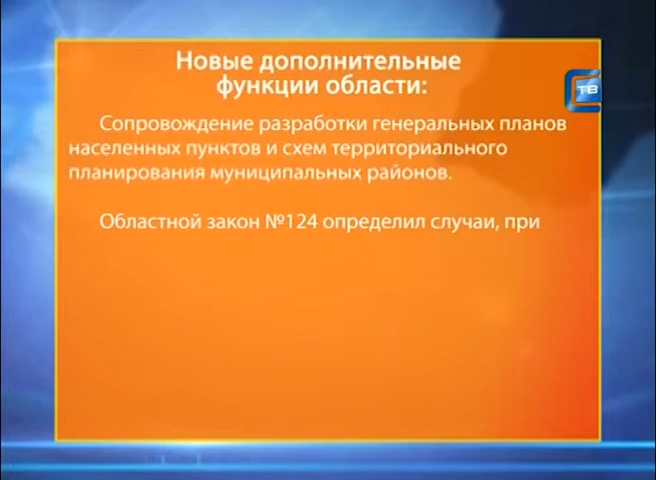 Новые дополнительные
функции области:
ТВ
Сопровождение разработки генеральных планов
населенных пунктов и схем территориального
планирования муниципальных районов.
Областной закон №124 определил случаи, при